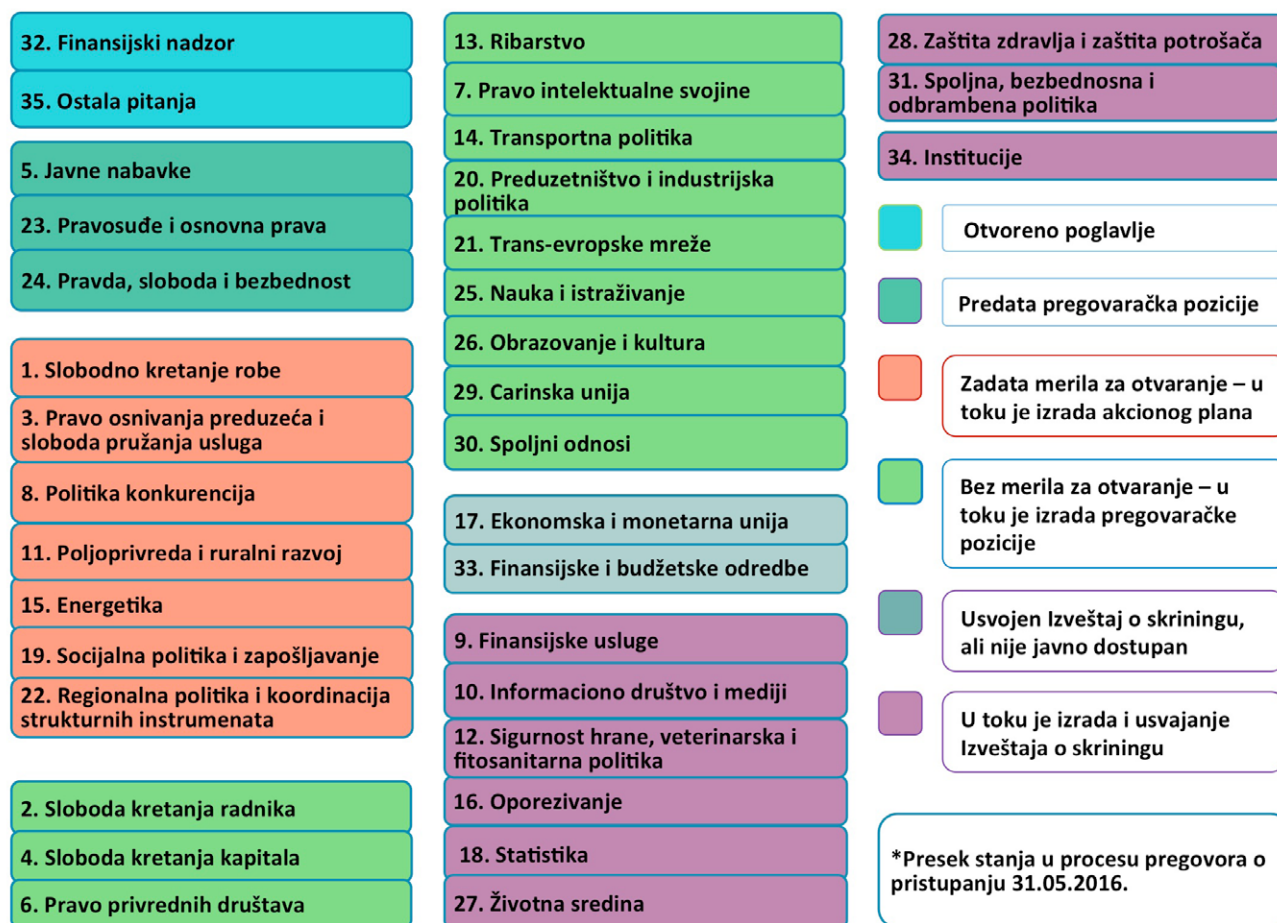 32. Finansijski nadzor
35. Ostala pitanja
5. Javne nabavke
23. Pravosuđe i osnovna prava
24. Pravda, sloboda i bezbednost
1. Slobodno kretanje robe
3. Pravo osnivanja preduzeća i
sloboda pružanja usluga
8. Politika konkurencija
11. Poljoprivreda i ruralni razvoj
15. Energetika
19. Socijalna politika i zapošljavanje
22. Regionalna politika i koordinacija
strukturnih instrumenata
2. Sloboda kretanja radnika
4. Sloboda kretanja kapitala
6. Pravo privrednih društava
13. Ribarstvo
7. Pravo intelektualne svojine
14. Transportna politika
20. Preduzetništvo i industrijska
politika
21. Trans-evropske mreže
25. Nauka i istraživanje
26. Obrazovanje i kultura
29. Carinska unija
30. Spoljni odnosi
17. Ekonomska i monetarna unija
33. Finansijske i budžetske odredbe
9. Finansijske usluge
10. Informaciono društvo i mediji
12. Sigurnost hrane, veterinarska i
fitosanitarna politika
16. Oporezivanje
18. Statistika
27. Životna sredina
28. Zaštita zdravlja i zaštita potrošača
31. Spoljna, bezbednosna i
odbrambena politika
34. Institucije
Otvoreno poglavlje
Predata pregovaračka pozicije
Zadata merila za otvaranje – u
toku je izrada akcionog plana
Bez merila za otvaranje – u
toku je izrada pregovaračke
pozicije
Usvojen Izveštaj o skriningu,
ali nije javno dostupan
U toku je izrada i usvajanje
Izveštaja o skriningu
*Presek stanja u procesu pregovora o
pristupanju 31.05.2016.